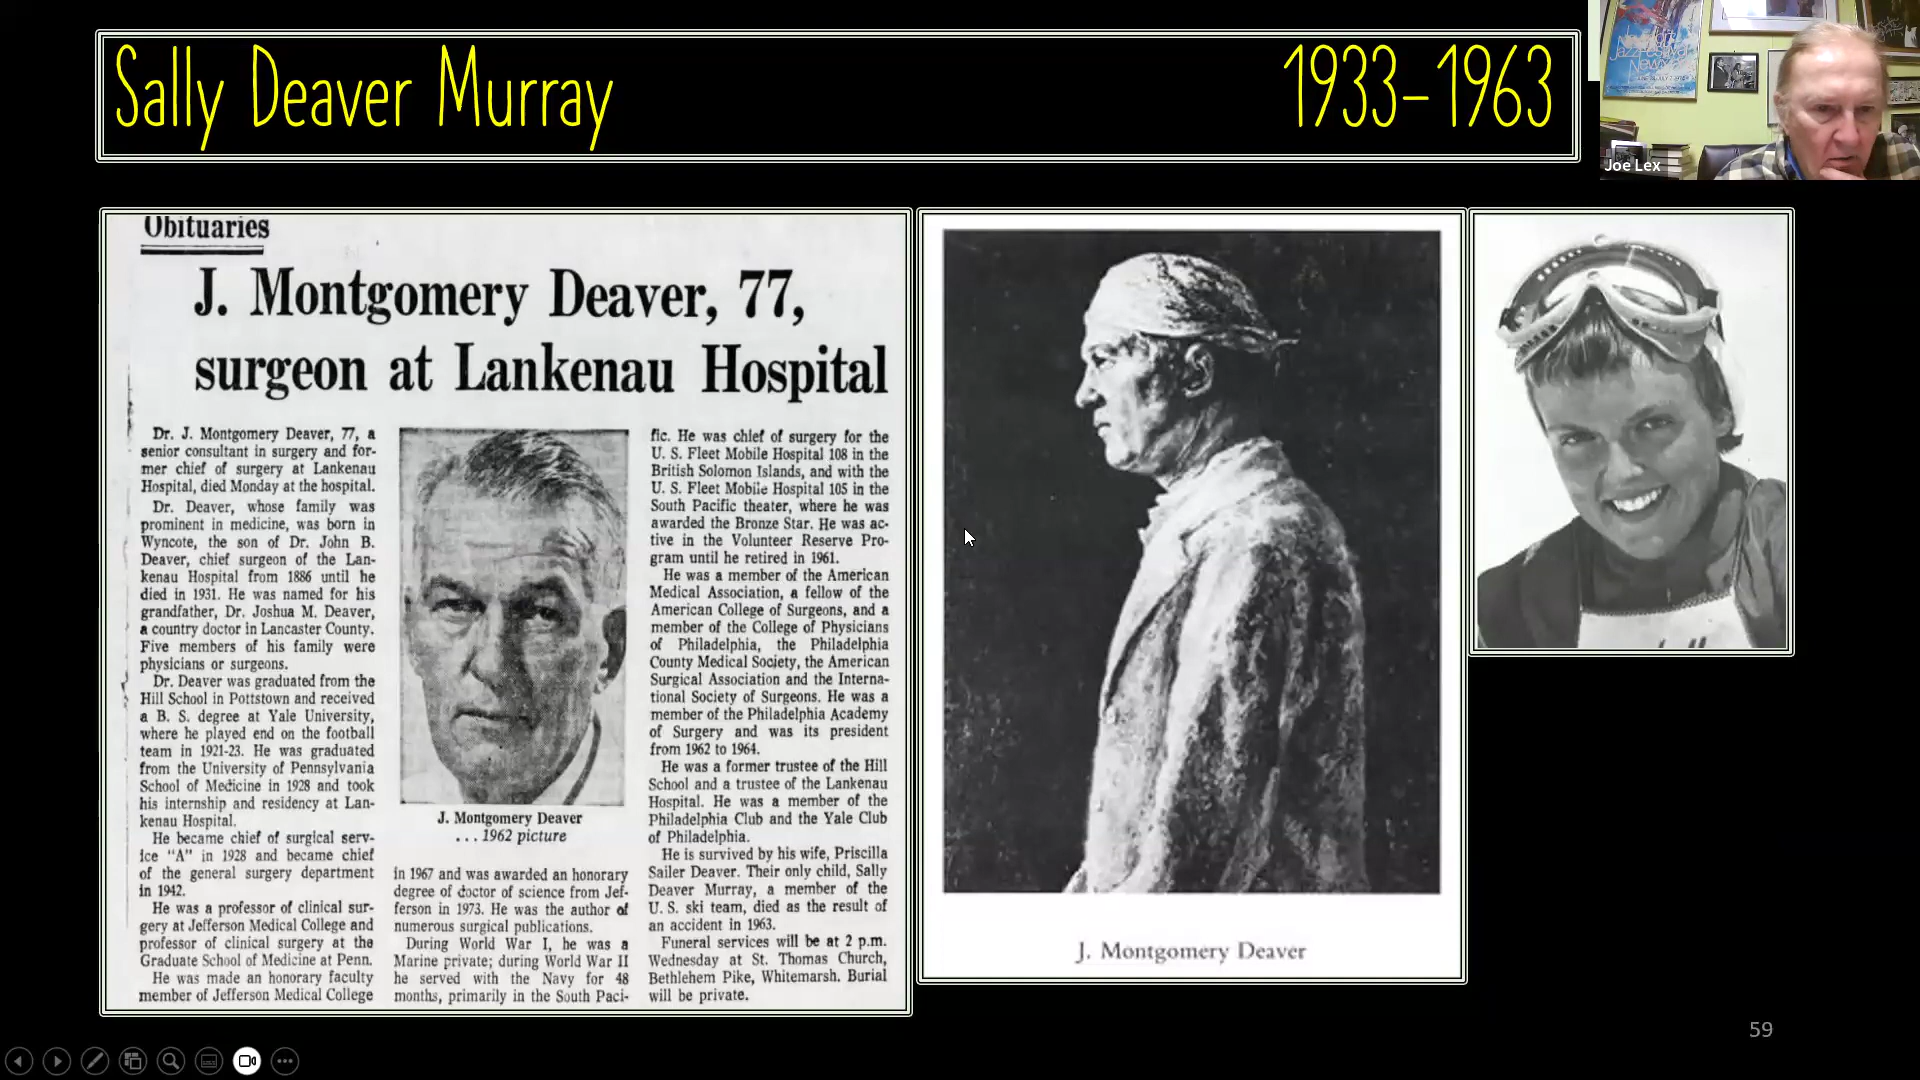 Sally Deaver Murray
1933-1963
Joe Lex
Obituaries
J. Montgomery Deaver, 77,
surgeon at Lankenau Hospital
Dr. J. Montgomery Deaver, 77, a
senior consultant in surgery and for-
mer chief of surgery at Lankenau
Hospital, died Monday at the hospital.
Dr. Deaver, whose family was
prominent in medicine, was born in
Wyncote, the son of Dr. John B.
Deaver, chief surgeon of the Lan-
kenau Hospital from 1886 until he
died in 1931. He was named for his
grandfather, Dr. Joshua M. Deaver,
a country doctor in Lancaster County.
Five members of his family were
physicians or surgeons.
Dr. Deaver was graduated from the
Hill School in Pottstown and received
a B. S. degree at Yale University,
where he played end on the football
team in 1921-23. He was graduated
from the University of Pennsylvania
School of Medicine in 1928 and took
his internship and residency at Lan-
kenau Hospital.
He became chief of surgical serv-
ice "A" in 1928 and became chief
of the general surgery department
in 1942.
He was a professor of clinical sur-
gery at Jefferson Medical College and
professor of clinical surgery at the
Graduate School of Medicine at Penn.
He was made an honorary faculty
member of Jefferson Medical College
J. Montgomery Deaver
. . . 1962 picture
in 1967 and was awarded an honorary
degree of doctor of science from Jef-
ferson in 1973. He was the author of
numerous surgical publications.
During World War I, he was a
Marine private; during World War II
he served with the Navy for 48
months, primarily in the South Paci-
fic. He was chief of surgery for the
U. S. Fleet Mobile Hospital 108 in the
British Solomon Islands, and with the
U. S. Fleet Mobile Hospital 105 in the
South Pacific theater, where he was
awarded the Bronze Star. He was ac-
tive in the Volunteer Reserve Pro-
gram until he retired in 1961.
He was a member of the American
Medical Association, a fellow of the
American College of Surgeons, and a
member of the College of Physicians
of Philadelphia, the Philadelphia
County Medical Society, the American
Surgical Association and the Interna-
tional Society of Surgeons. He was a
member of the Philadelphia Academy
of Surgery and was its president
from 1962 to 1964.
He was a former trustee of the Hill
School and a trustee of the Lankenau
Hospital. He was a member of the
Philadelphia Club and the Yale Club
of Philadelphia.
He is survived by his wife, Priscilla
Sailer Deaver. Their only child, Sally
Deaver Murray, a member of the
U. S. ski team, died as the result of
an accident in 1963.
Funeral services will be at 2 p.m.
Wednesday at St. Thomas Church,
Bethlehem Pike, Whitemarsh. Burial
will be private.
J. Montgomery Deaver
59